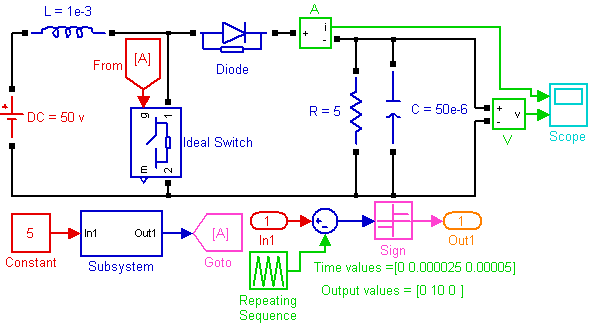 L = 1e-3
A
From
[A]
i
+
-
Diode
DC = 50 v
g
1
m
2
Ideal Switch
R = 5
C = 50e-6
+
-
v
V
Scope
5
Constant
In1
Out1
Subsystem
[A]
Goto
1
In1
Repeating
Sequence
Sign
1
Out1
Time values =[0 0.000025 0.00005]
Output values = [0 10 0 ]